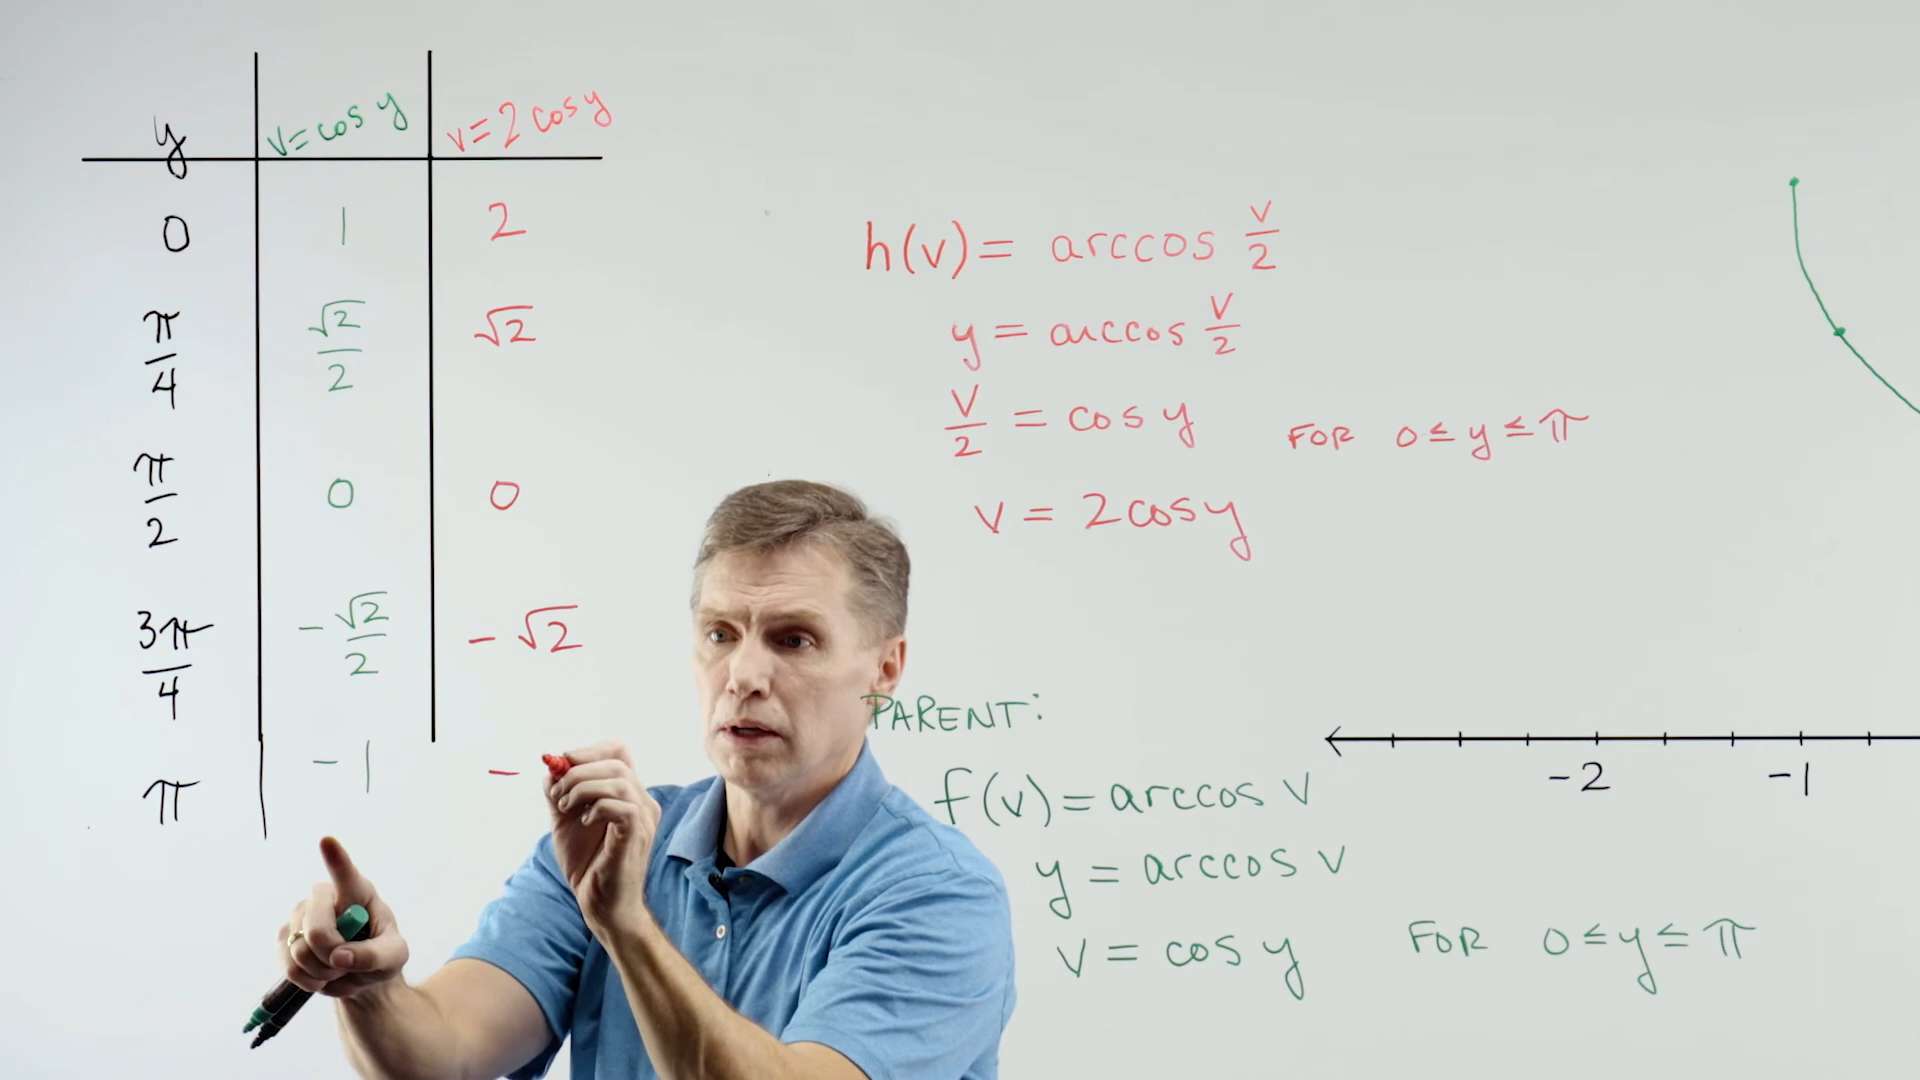 y v=cos y v=2 cos y
0 1 2
π/4 √2/2 √2
π/2 0 0
3π/4 -√2/2 -√2
π -1 -
h(v)= arccos v/2
y = arccos v/2
v/2 = cos y FOR 0≤y≤π
v = 2cos y
PARENT:
f(v)= arccos v
y = arccos v
v = cos y FOR 0≤y≤π
-2 -1